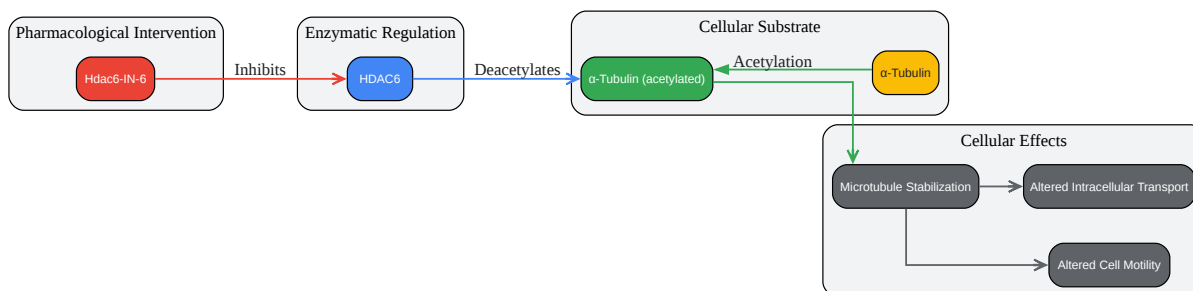 Pharmacological Intervention
Hdac6-IN-6
Inhibits
Enzymatic Regulation
HDAC6
Deacetylates
Cellular Substrate
α-Tubulin (acetylated)
Acetylation
α-Tubulin
Cellular Effects
Microtubule Stabilization
Altered Intracellular Transport
Altered Cell Motility